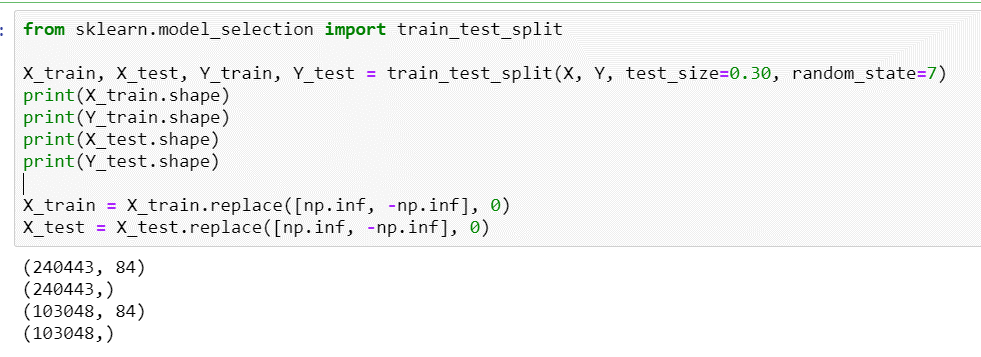 :
from sklearn.model_selection import train_test_split
X_train, X_test, Y_train, Y_test = train_test_split(X, Y, test_size=0.30, random_state=7)
print(X_train.shape)
print(Y_train.shape)
print(X_test.shape)
print(Y_test.shape)
X_train = X_train.replace([np.inf, -np.inf], 0)
X_test = X_test.replace([np.inf, -np.inf], 0)
(240443, 84)
(240443,)
(103048, 84)
(103048,)